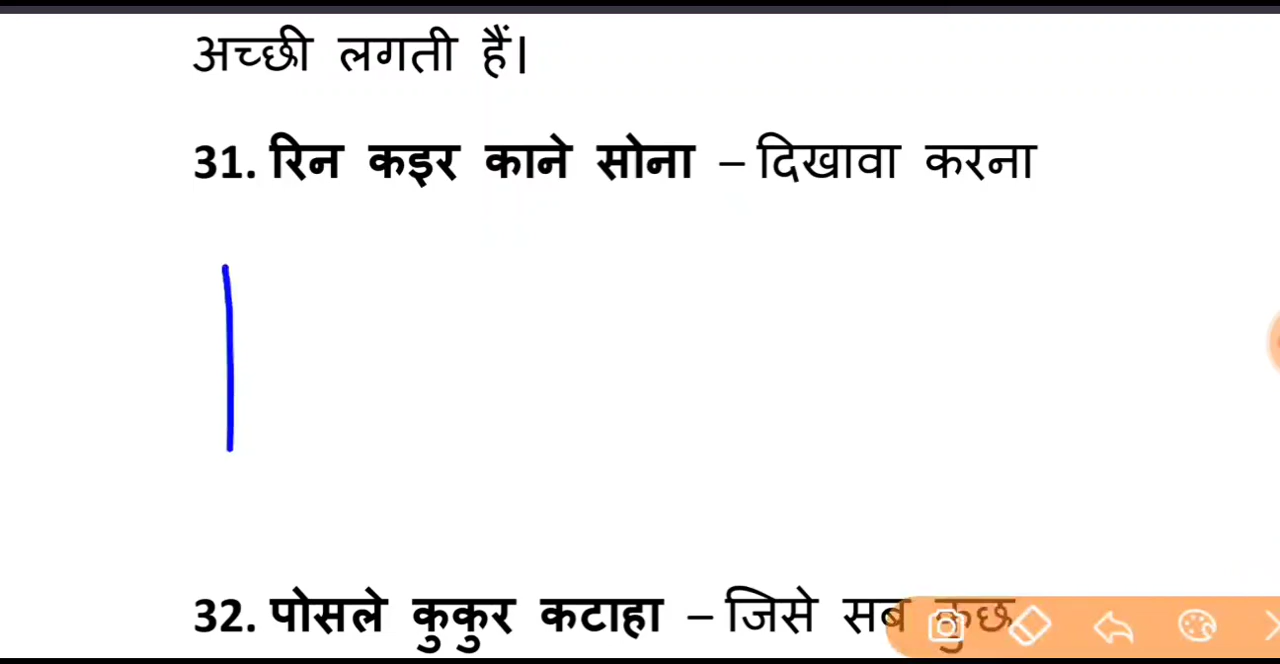 अच्छी लगती हैं।
31. रिन कइर काने सोना – दिखावा करना
32. पोसले कुकुर कटाहा – जिसे सब कुछ